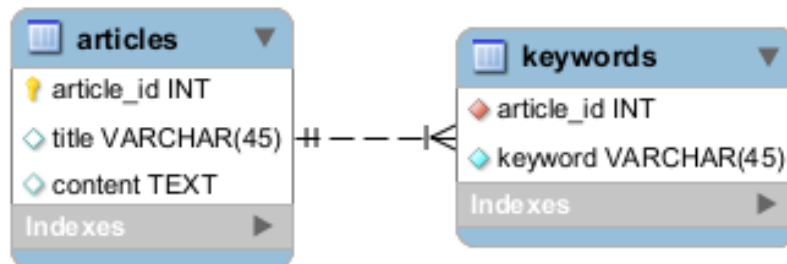 articles
article_id INT
title VARCHAR(45)
content TEXT
Indexes
keywords
article_id INT
keyword VARCHAR(45)
Indexes